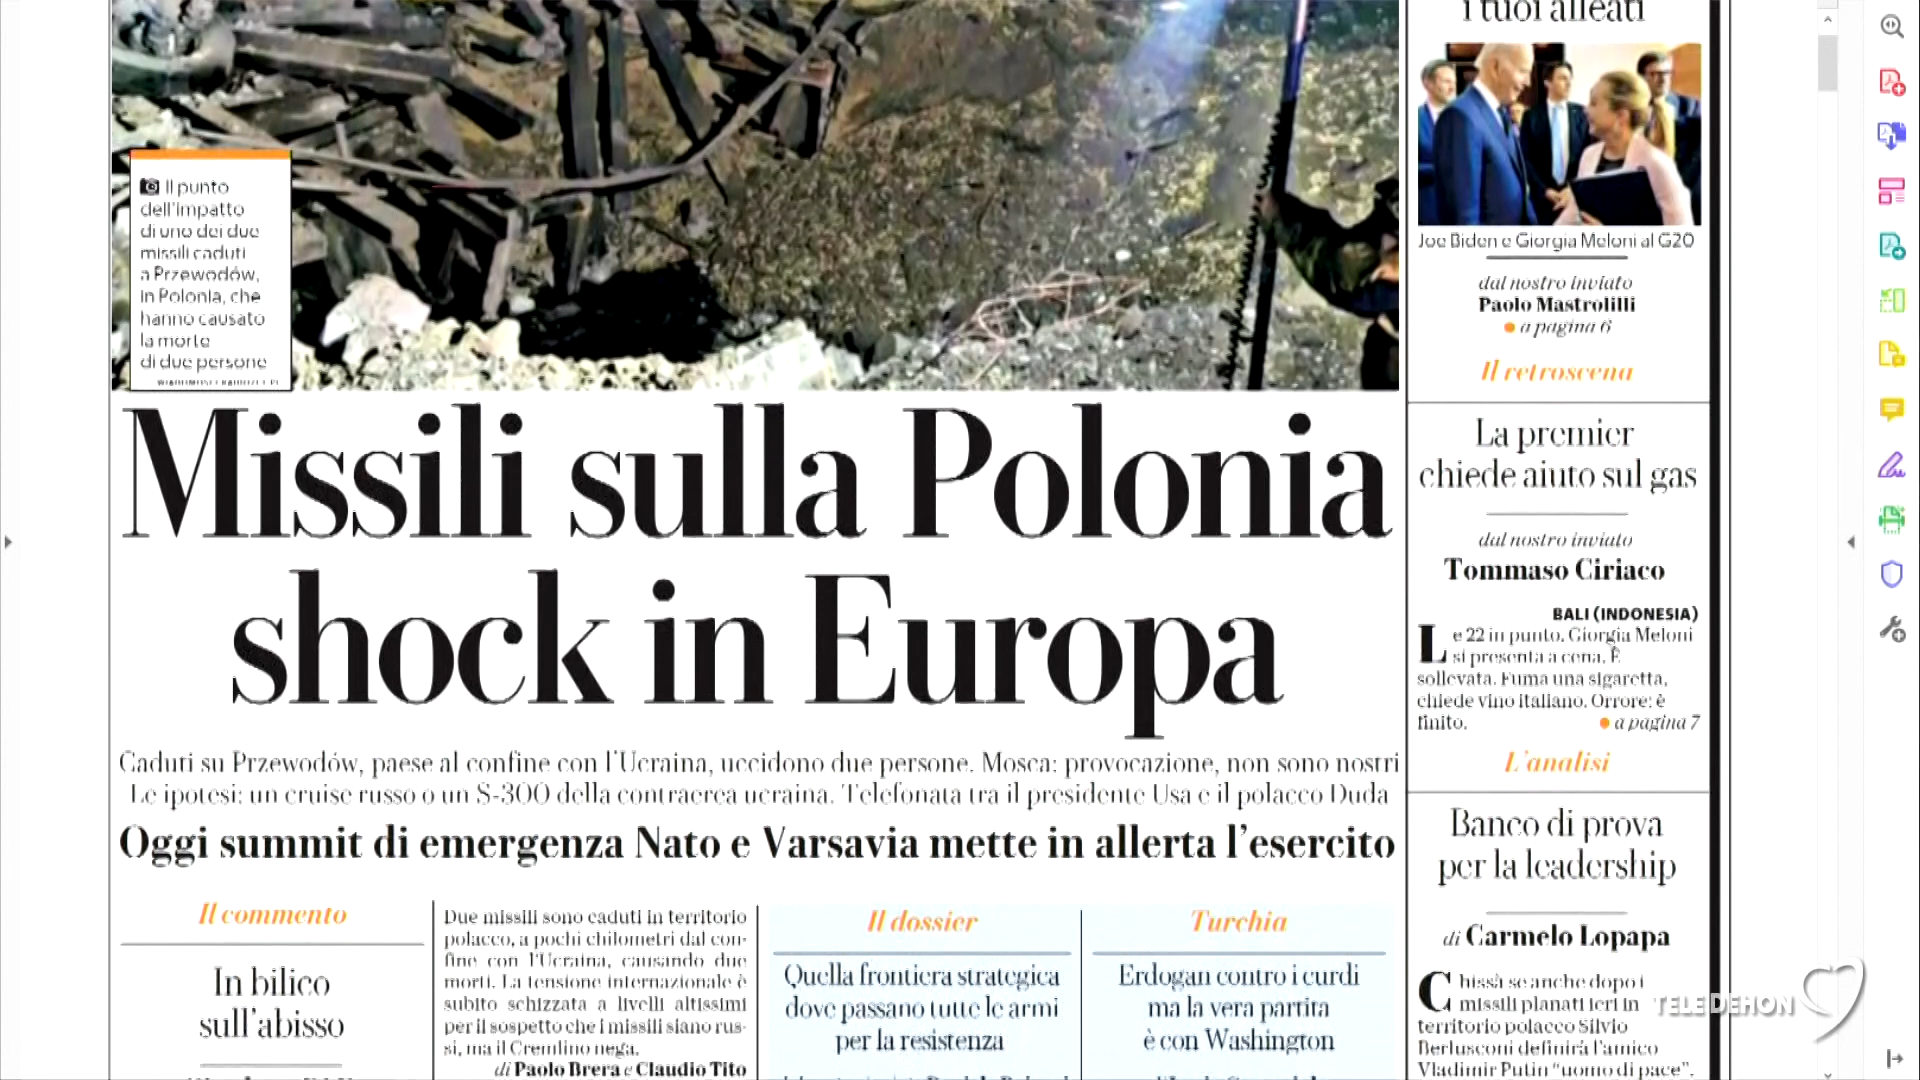 Il punto
dell'impatto
di uno dei due
missili caduti
a Przewodów,
in Polonia, che
hanno causato
la morte
di due persone
Missili sulla Polonia
shock in Europa
Caduti su Przewodów, paese al confine con l'Ucraina, uccidono due persone. Mosca: provocazione, non sono nostri
Le ipotesi: un cruise russo o un S-300 della contraerea ucraina. Telefonata tra il presidente Usa e il polacco Duda
Oggi summit di emergenza Nato e Varsavia mette in allerta l'esercito
Il commento
In bilico
sull'abisso
Due missili sono caduti in territorio
polacco, a pochi chilometri dal con-
fine con l'Ucraina, causando due
morti. La tensione internazionale è
subito schizzata a livelli altissimi
per il sospetto che i missili siano rus-
si, ma il Cremlino nega.
di Paolo Brera e Claudio Tito
Il dossier
Quella frontiera strategica
dove passano tutte le armi
per la resistenza
Turchia
Erdogan contro i curdi
ma la vera partita
è con Washington
i tuoi alleati
Joe Biden e Giorgia Meloni al G20
dal nostro inviato
Paolo Mastrolilli
a pagina 6
Il retroscena
La premier
chiede aiuto sul gas
dal nostro inviato
Tommaso Ciriaco
BALI (INDONESIA)
Le 22 in punto. Giorgia Meloni
si presenta a cena. È
sollevata. Fuma una sigaretta,
chiede vino italiano. Orrore: è
finito.
a pagina 7
L'analisi
Banco di prova
per la leadership
di Carmelo Lopapa
Chissà se anche dopo i
missili planati ieri in
territorio polacco Silvio
Berlusconi definirà l'amico
Vladimir Putin "uomo di pace".
TELEDEHON